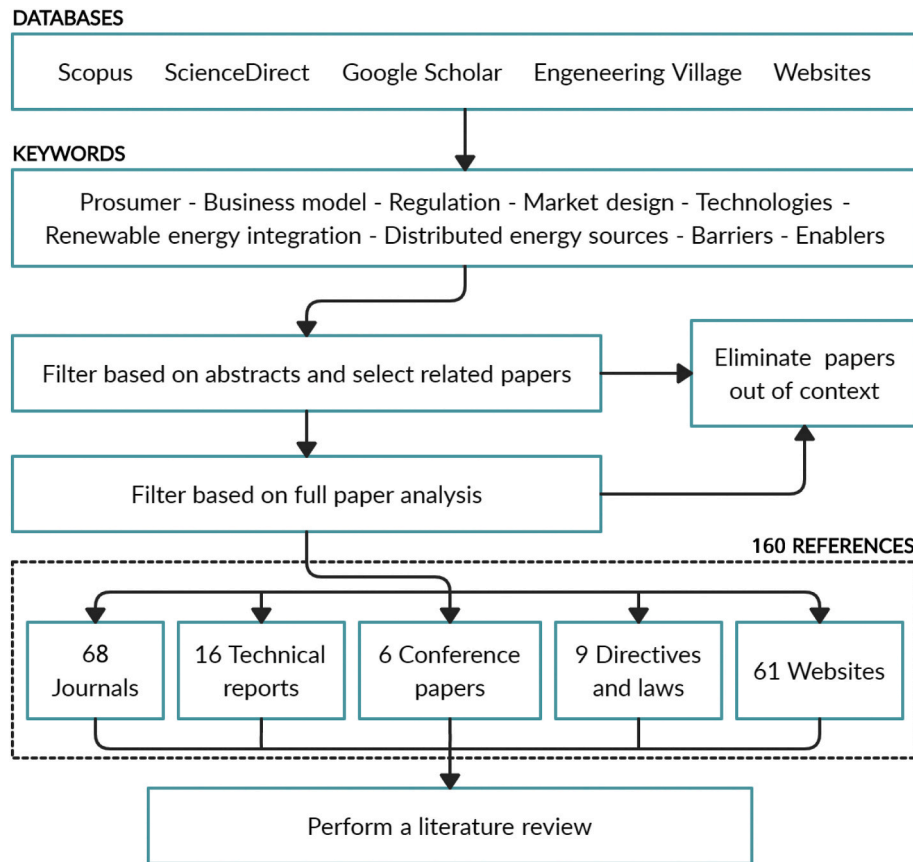 DATABASES
Scopus ScienceDirect Google Scholar Engeneering Village Websites
KEYWORDS
Prosumer - Business model - Regulation - Market design - Technologies -
Renewable energy integration - Distributed energy sources - Barriers - Enablers
Filter based on abstracts and select related papers
Eliminate papers
out of context
Filter based on full paper analysis
160 REFERENCES
68
Journals
16 Technical
reports
6 Conference
papers
9 Directives
and laws
61 Websites
Perform a literature review